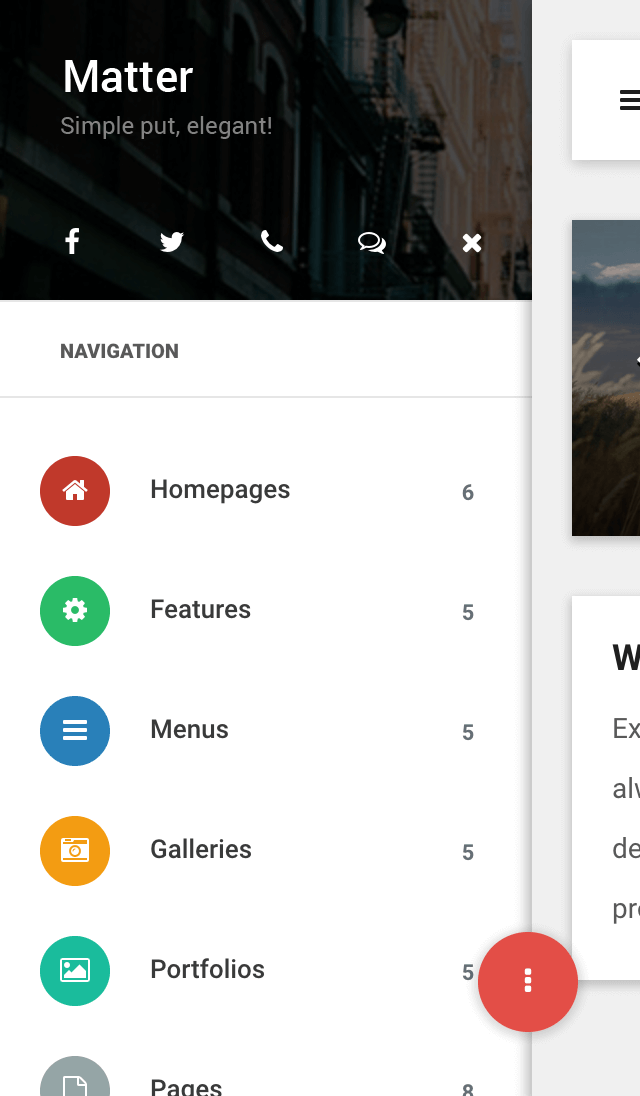 Matter
Simple put, elegant!
NAVIGATION
Homepages 6
Features 5
Menus 5
Galleries 5
Portfolios 5
Pages 8
W
Ex
alw
de
pro